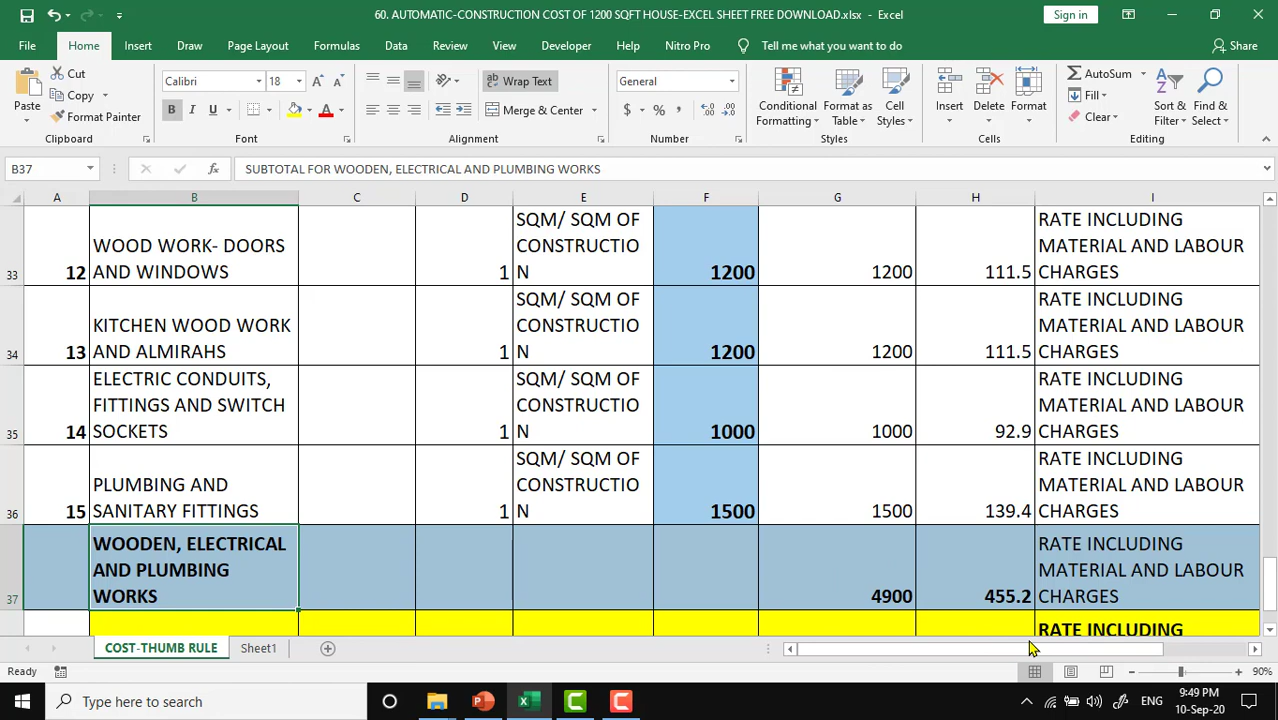 60. AUTOMATIC-CONSTRUCTION COST OF 1200 SQFT HOUSE-EXCEL SHEET FREE DOWNLOAD.xlsx - Excel
Sign in
File Home Insert Draw Page Layout Formulas Data Review View Developer Help Nitro Pro Tell me what you want to do Share
Paste
Cut
Copy
Format Painter
Clipboard
Calibri 18
B I U
Font
ab Wrap Text
Merge & Center
Alignment
General
$ % ,
Number
Conditional Formatting
Format as Table
Cell Styles
Styles
Insert Delete Format
Cells
AutoSum
Fill
Clear
Sort & Filter
Find & Select
Editing
B37 fx SUBTOTAL FOR WOODEN, ELECTRICAL AND PLUMBING WORKS
A B C D E F G H I
33
12
WOOD WORK- DOORS
AND WINDOWS
1
SQM/ SQM OF
CONSTRUCTIO
N
1200
1200
111.5
RATE INCLUDING
MATERIAL AND LABOUR
CHARGES
34
13
KITCHEN WOOD WORK
AND ALMIRAHS
1
SQM/ SQM OF
CONSTRUCTIO
N
1200
1200
111.5
RATE INCLUDING
MATERIAL AND LABOUR
CHARGES
35
14
ELECTRIC CONDUITS,
FITTINGS AND SWITCH
SOCKETS
1
SQM/ SQM OF
CONSTRUCTIO
N
1000
1000
92.9
RATE INCLUDING
MATERIAL AND LABOUR
CHARGES
36
15
PLUMBING AND
SANITARY FITTINGS
1
SQM/ SQM OF
CONSTRUCTIO
N
1500
1500
139.4
RATE INCLUDING
MATERIAL AND LABOUR
CHARGES
37
WOODEN, ELECTRICAL
AND PLUMBING
WORKS
4900
455.2
RATE INCLUDING
MATERIAL AND LABOUR
CHARGES
RATE INCLUDING
COST-THUMB RULE Sheet1
Ready
90%
Type here to search
ENG
9:49 PM
10-Sep-20